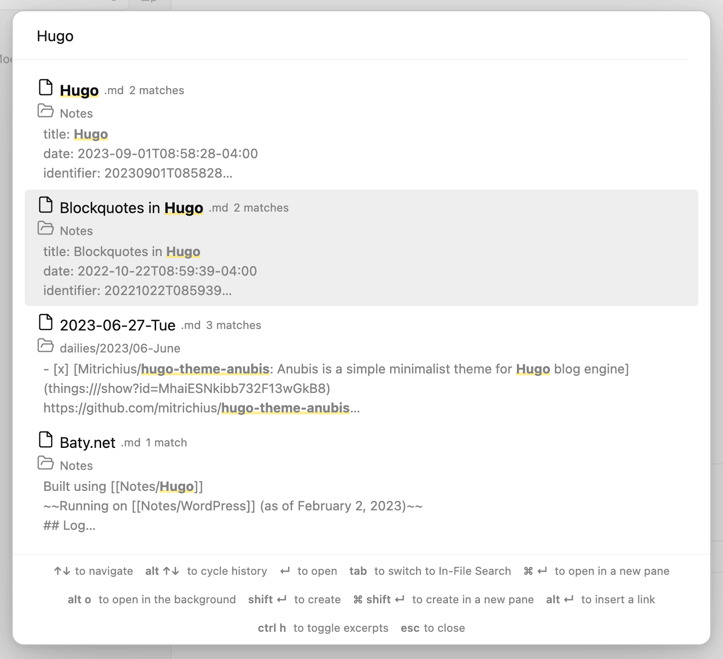 Hugo
Hugo .md 2 matches
Notes
title: Hugo
date: 2023-09-01T08:58:28-04:00
identifier: 20230901T085828...
Blockquotes in Hugo .md 2 matches
Notes
title: Blockquotes in Hugo
date: 2022-10-22T08:59:39-04:00
identifier: 20221022T085939...
2023-06-27-Tue .md 3 matches
dailies/2023/06-June
- [x] [Mitrichius/hugo-theme-anubis: Anubis is a simple minimalist theme for Hugo blog engine]
(things:///show?id=MhaiESNkibb732F13wGkB8)
https://github.com/mitrichius/hugo-theme-anubis...
Baty.net .md 1 match
Notes
Built using [[Notes/Hugo]]
~~Running on [[Notes/WordPress]] (as of February 2, 2023)~~
## Log...
↑↓ to navigate alt ↑↓ to cycle history ↵ to open tab to switch to In-File Search ⌘ ↵ to open in a new pane
alt o to open in the background shift ↵ to create ⌘ shift ↵ to create in a new pane alt ↵ to insert a link
ctrl h to toggle excerpts esc to close